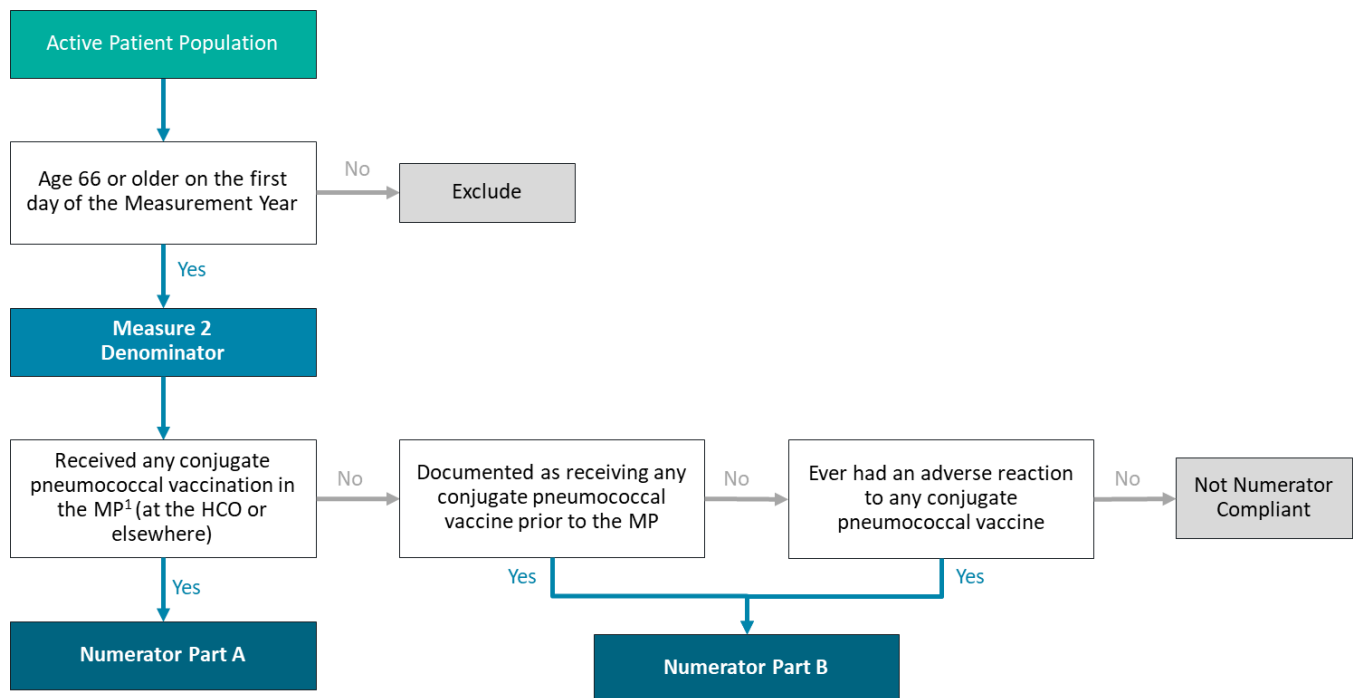 Active Patient Population
Age 66 or older on the first
day of the Measurement Year
No
Exclude
Yes
Measure 2
Denominator
Received any conjugate
pneumococcal vaccination in
the MP¹ (at the HCO or
elsewhere)
No
Documented as receiving any
conjugate pneumococcal
vaccine prior to the MP
No
Ever had an adverse reaction
to any conjugate
pneumococcal vaccine
No
Not Numerator
Compliant
Yes
Yes
Yes
Numerator Part A
Numerator Part B